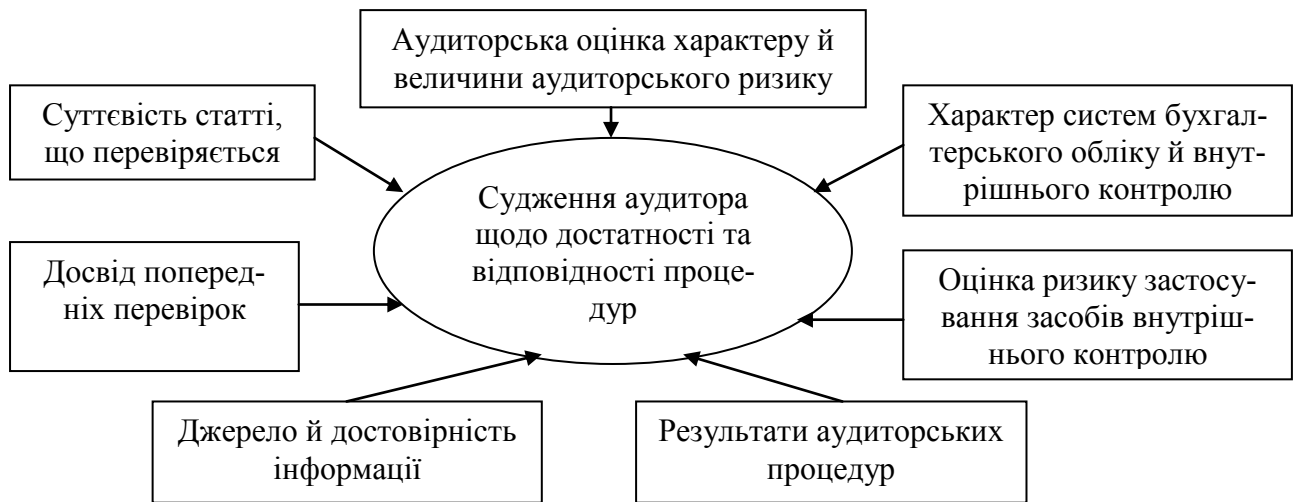 Аудиторська оцінка характеру й
величини аудиторського ризику
Суттєвість статті,
що перевіряється
Характер систем бухгал-
терського обліку й внут-
рішнього контролю
Судження аудитора
щодо достатності та
відповідності проце-
дур
Досвід поперед-
ніх перевірок
Оцінка ризику застосу-
вання засобів внутріш-
нього контролю
Джерело й достовірність
інформації
Результати аудиторських
процедур